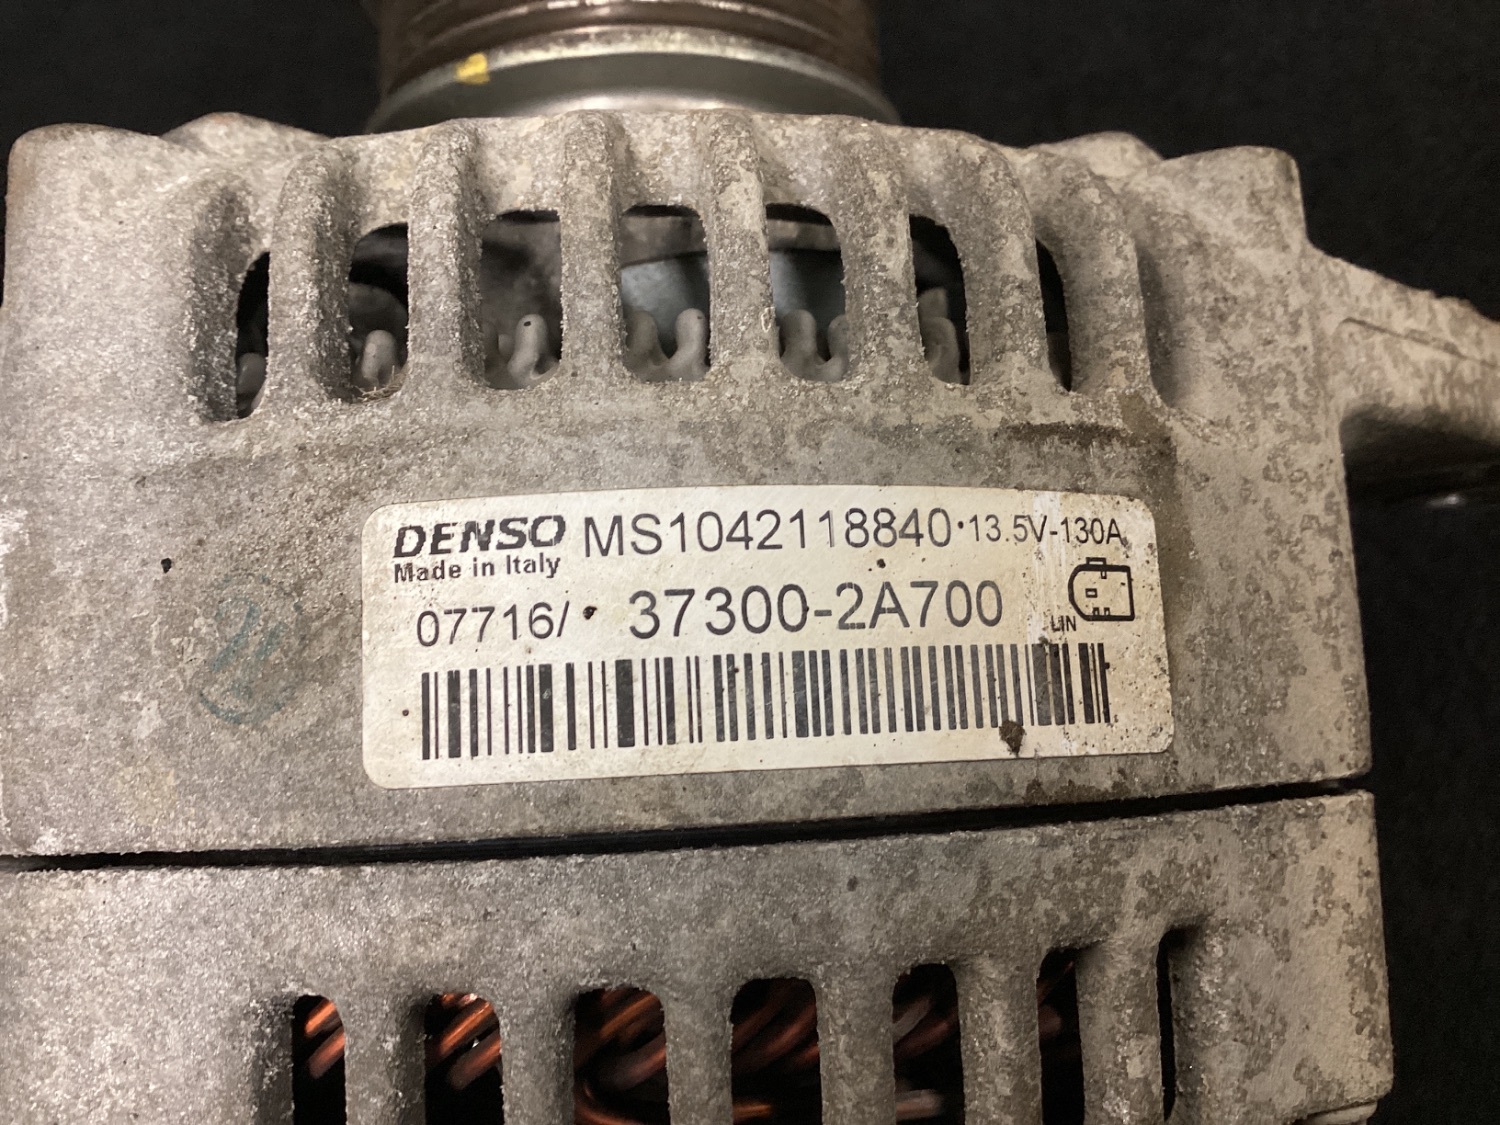 DENSO MS1042118840·13.5V-130A
Made in Italy
07716/· 37300-2A700
LIN